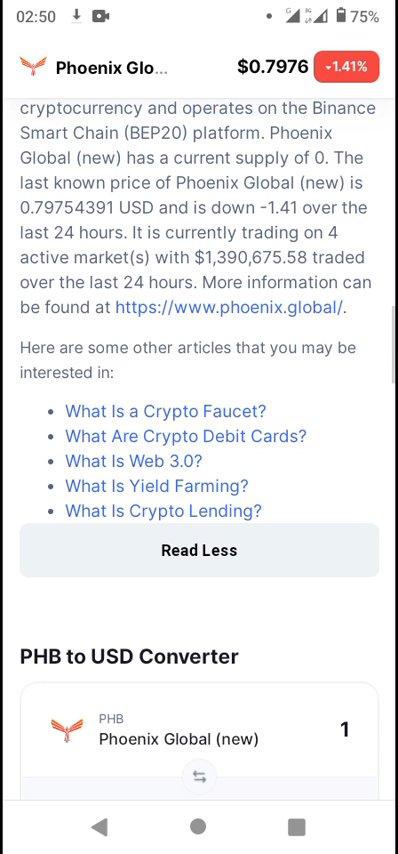 02:50
G
3G
75%
Phoenix Glo...
$0.7976
-1.41%
cryptocurrency and operates on the Binance
Smart Chain (BEP20) platform. Phoenix
Global (new) has a current supply of 0. The
last known price of Phoenix Global (new) is
0.79754391 USD and is down -1.41 over the
last 24 hours. It is currently trading on 4
active market(s) with $1,390,675.58 traded
over the last 24 hours. More information can
be found at https://www.phoenix.global/.
Here are some other articles that you may be
interested in:
• What Is a Crypto Faucet?
• What Are Crypto Debit Cards?
• What Is Web 3.0?
• What Is Yield Farming?
• What Is Crypto Lending?
Read Less
PHB to USD Converter
PHB
Phoenix Global (new)
1